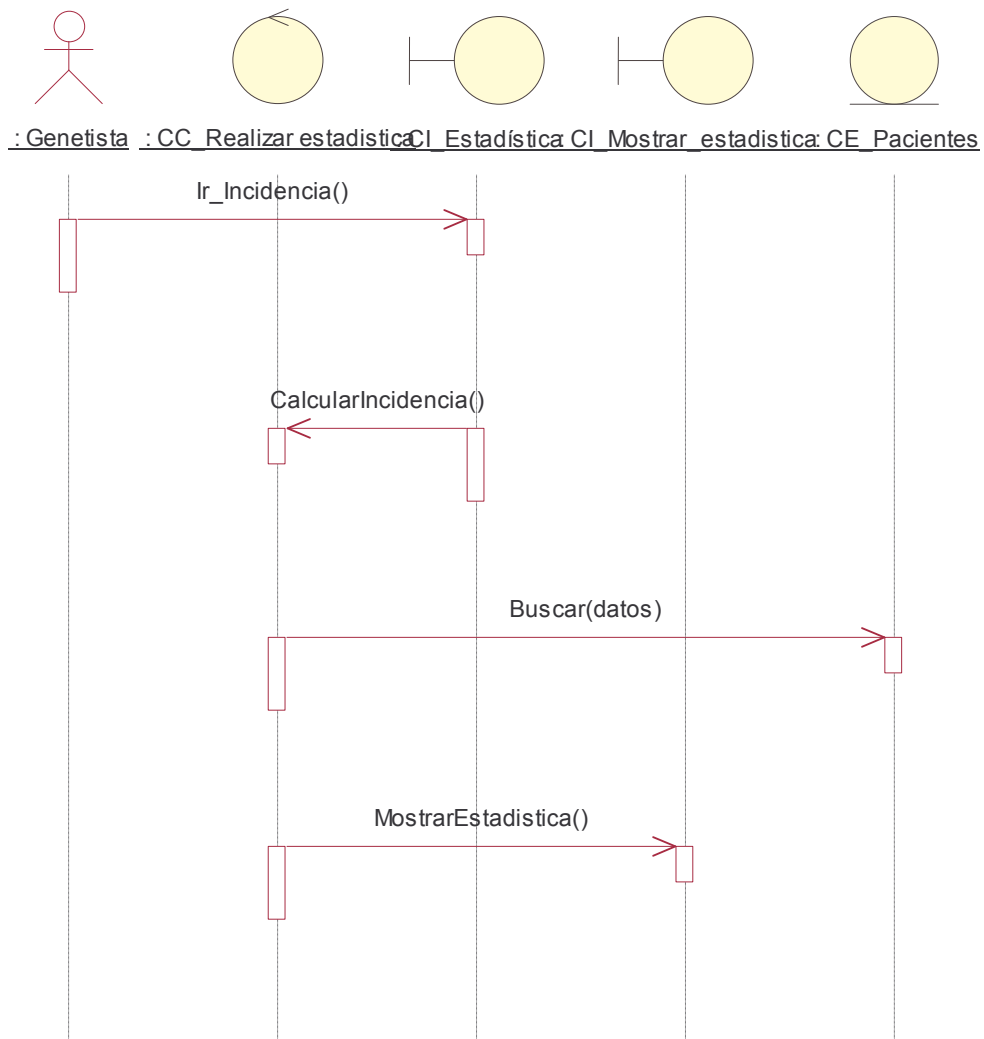 : Genetista : CC_Realizar estadistica : CI_Estadística : CI_Mostrar_estadistica : CE_Pacientes
Ir_Incidencia()
CalcularIncidencia()
Buscar(datos)
MostrarEstadistica()